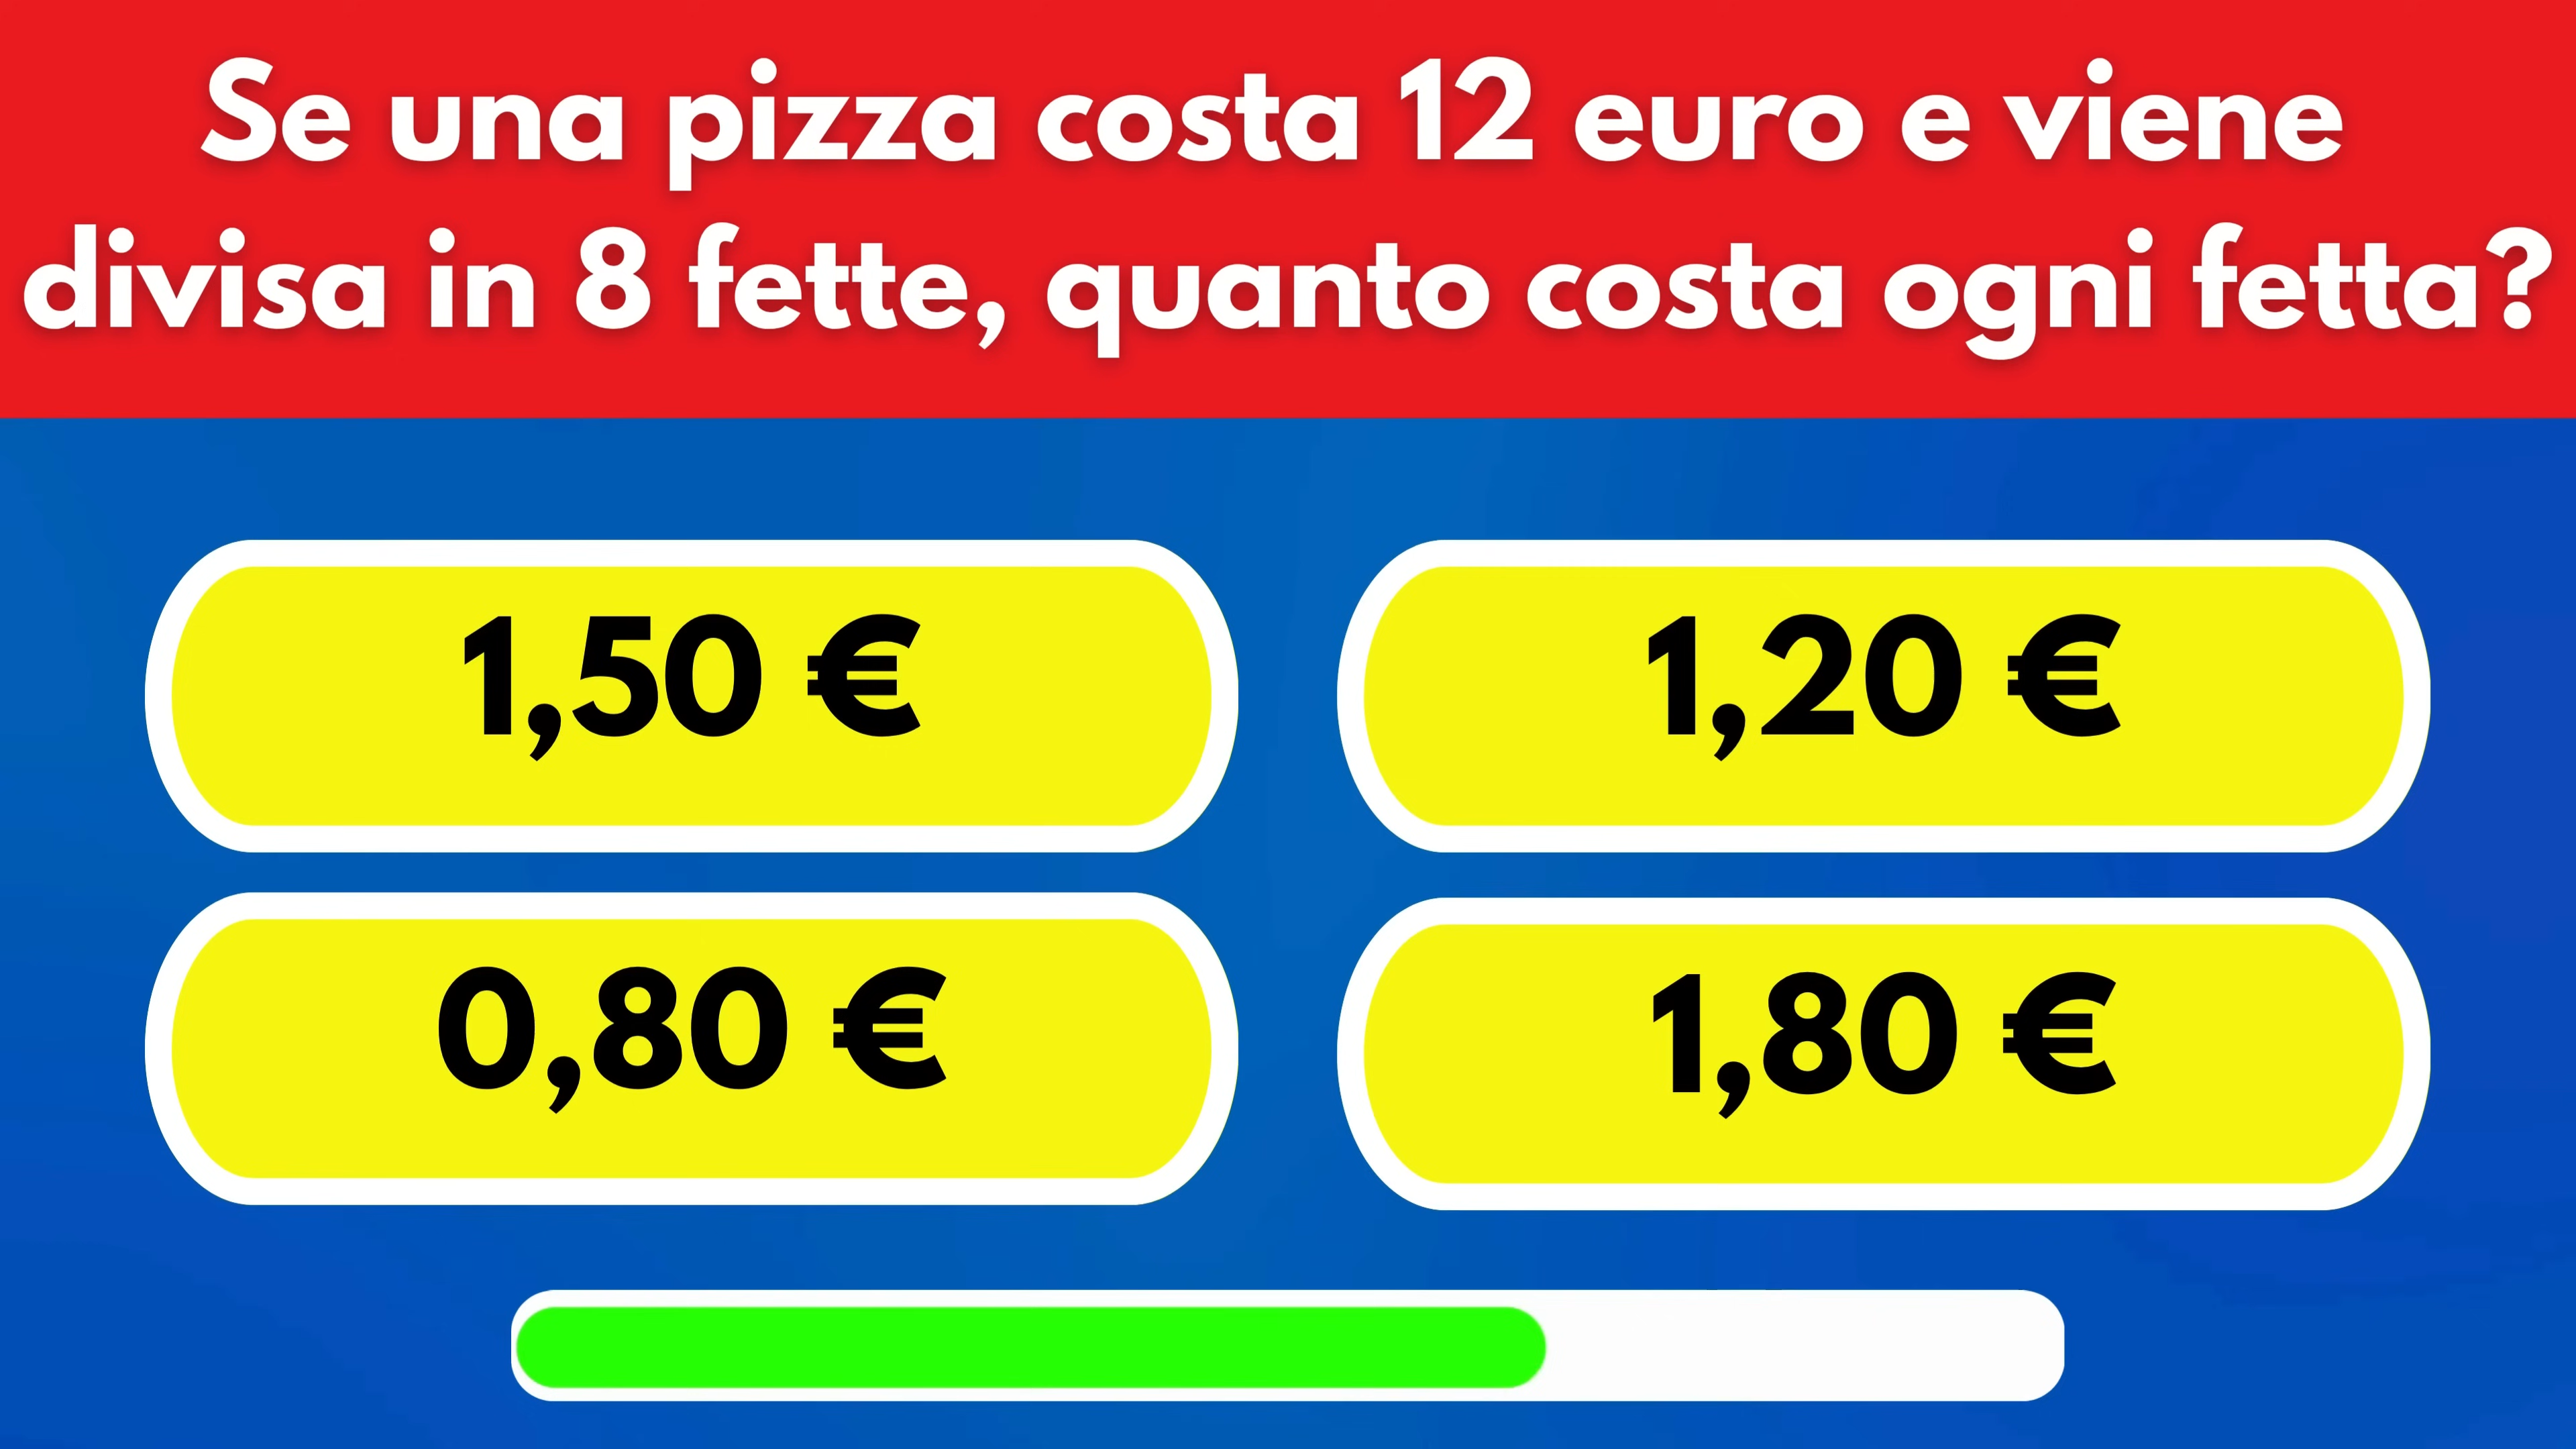 Se una pizza costa 12 euro e viene
divisa in 8 fette, quanto costa ogni fetta?
1,50 €
1,20 €
0,80 €
1,80 €